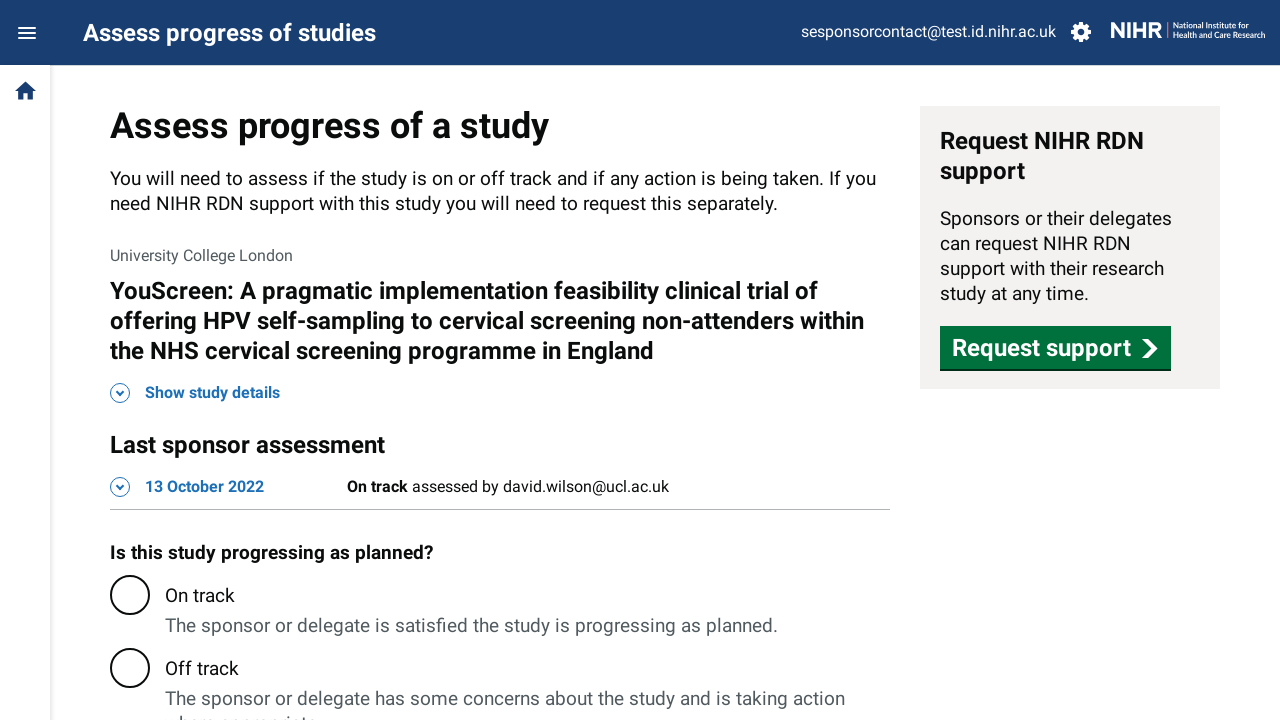 Assess progress of studies
sesponsorcontact@test.id.nihr.ac.uk
NIHR
National Institute for
Health and Care Research
Assess progress of a study
You will need to assess if the study is on or off track and if any action is being taken. If you
need NIHR RDN support with this study you will need to request this separately.
University College London
YouScreen: A pragmatic implementation feasibility clinical trial of
offering HPV self-sampling to cervical screening non-attenders within
the NHS cervical screening programme in England
Show study details
Last sponsor assessment
13 October 2022 On track assessed by david.wilson@ucl.ac.uk
Is this study progressing as planned?
On track
The sponsor or delegate is satisfied the study is progressing as planned.
Off track
The sponsor or delegate has some concerns about the study and is taking action
Request NIHR RDN
support
Sponsors or their delegates
can request NIHR RDN
support with their research
study at any time.
Request support